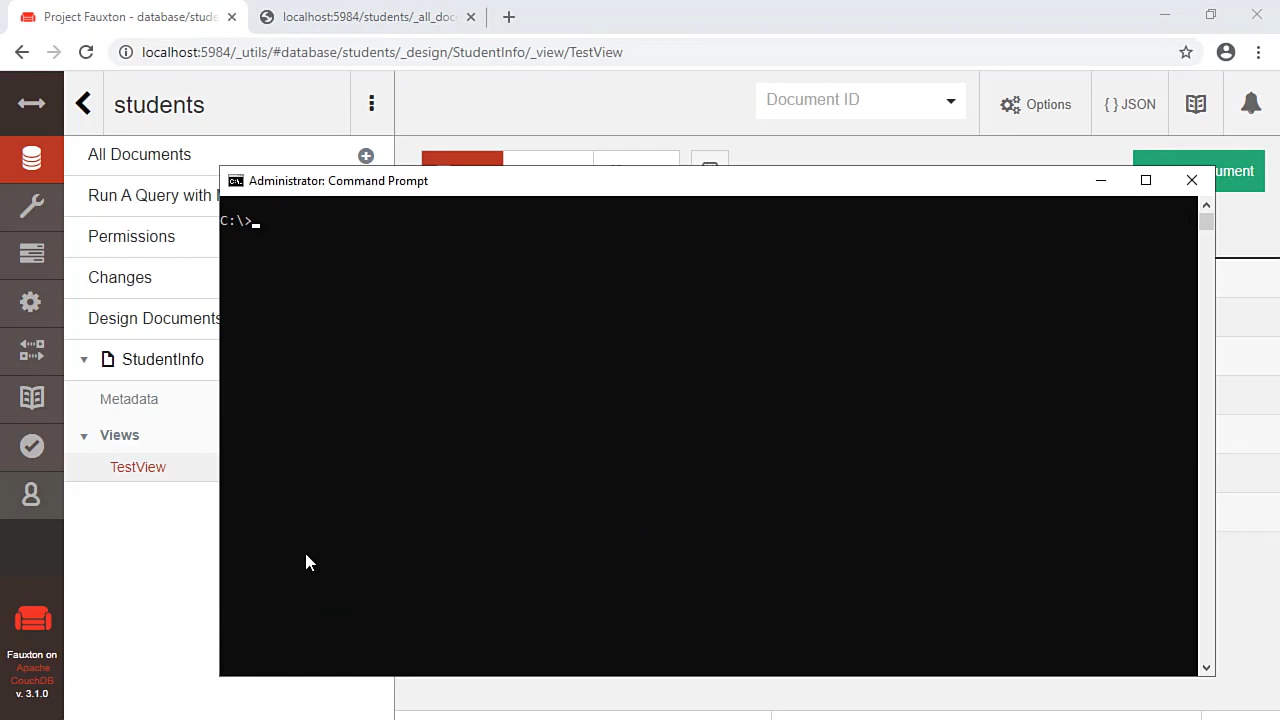 Project Fauxton - database/stude
localhost:5984/students/_all_doc
localhost:5984/_utils/#database/students/_design/StudentInfo/_view/TestView
students
Document ID
Options
{ } JSON
All Documents
Run A Query with
Permissions
Changes
Design Documents
StudentInfo
Metadata
Views
TestView
ument
Administrator: Command Prompt
C:\>
Fauxton on
Apache
CouchDB
v. 3.1.0